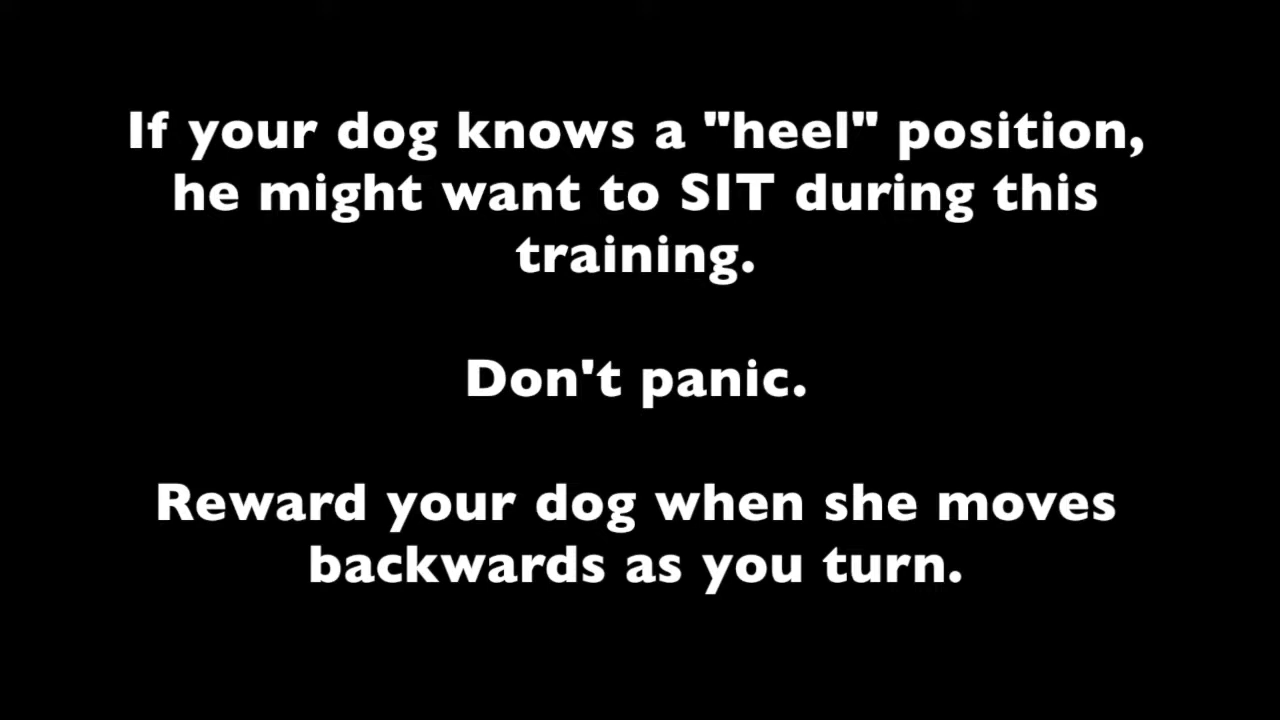 If your dog knows a "heel" position,
he might want to SIT during this
training.
Don't panic.
Reward your dog when she moves
backwards as you turn.